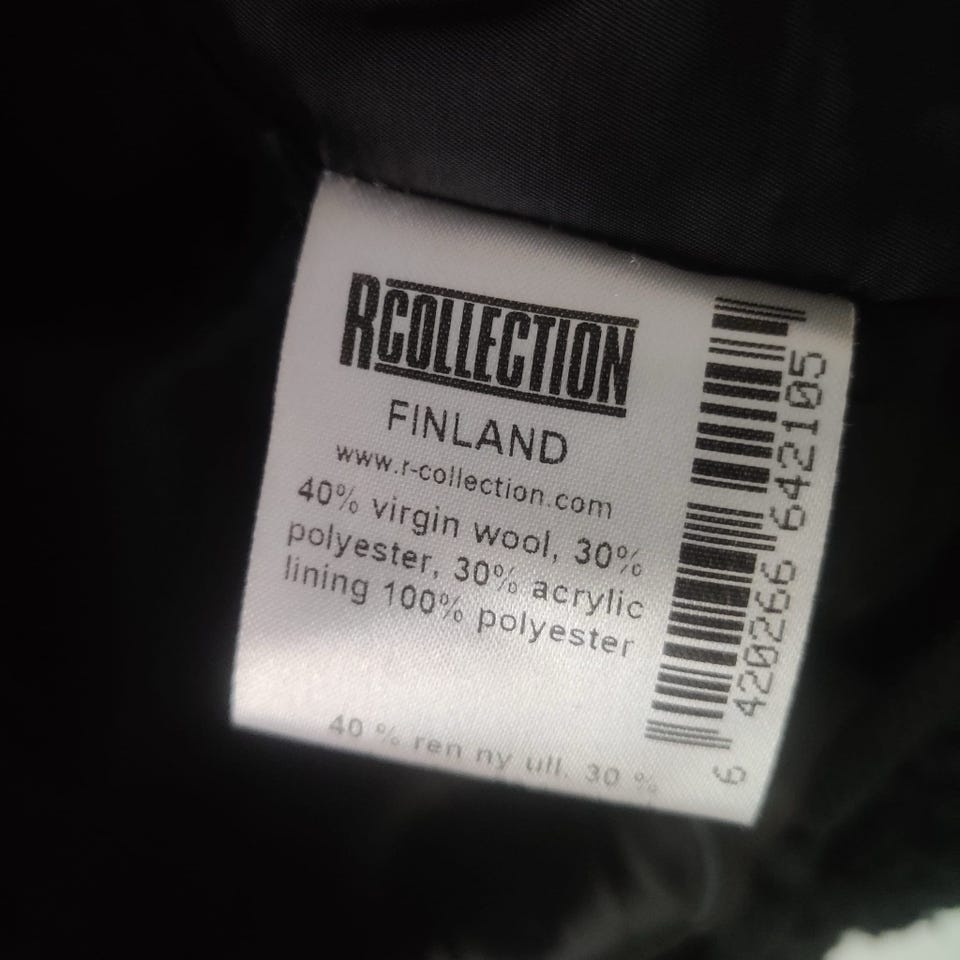 RCOLLECTION
FINLAND
www.r-collection.com
40% virgin wool, 30%
polyester, 30% acrylic
lining 100% polyester
40 % ren ny ull. 30 %
6 420266 642105